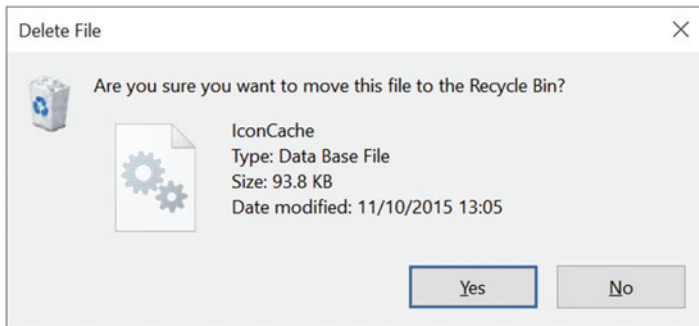 Delete File
Are you sure you want to move this file to the Recycle Bin?
IconCache
Type: Data Base File
Size: 93.8 KB
Date modified: 11/10/2015 13:05
Yes
No